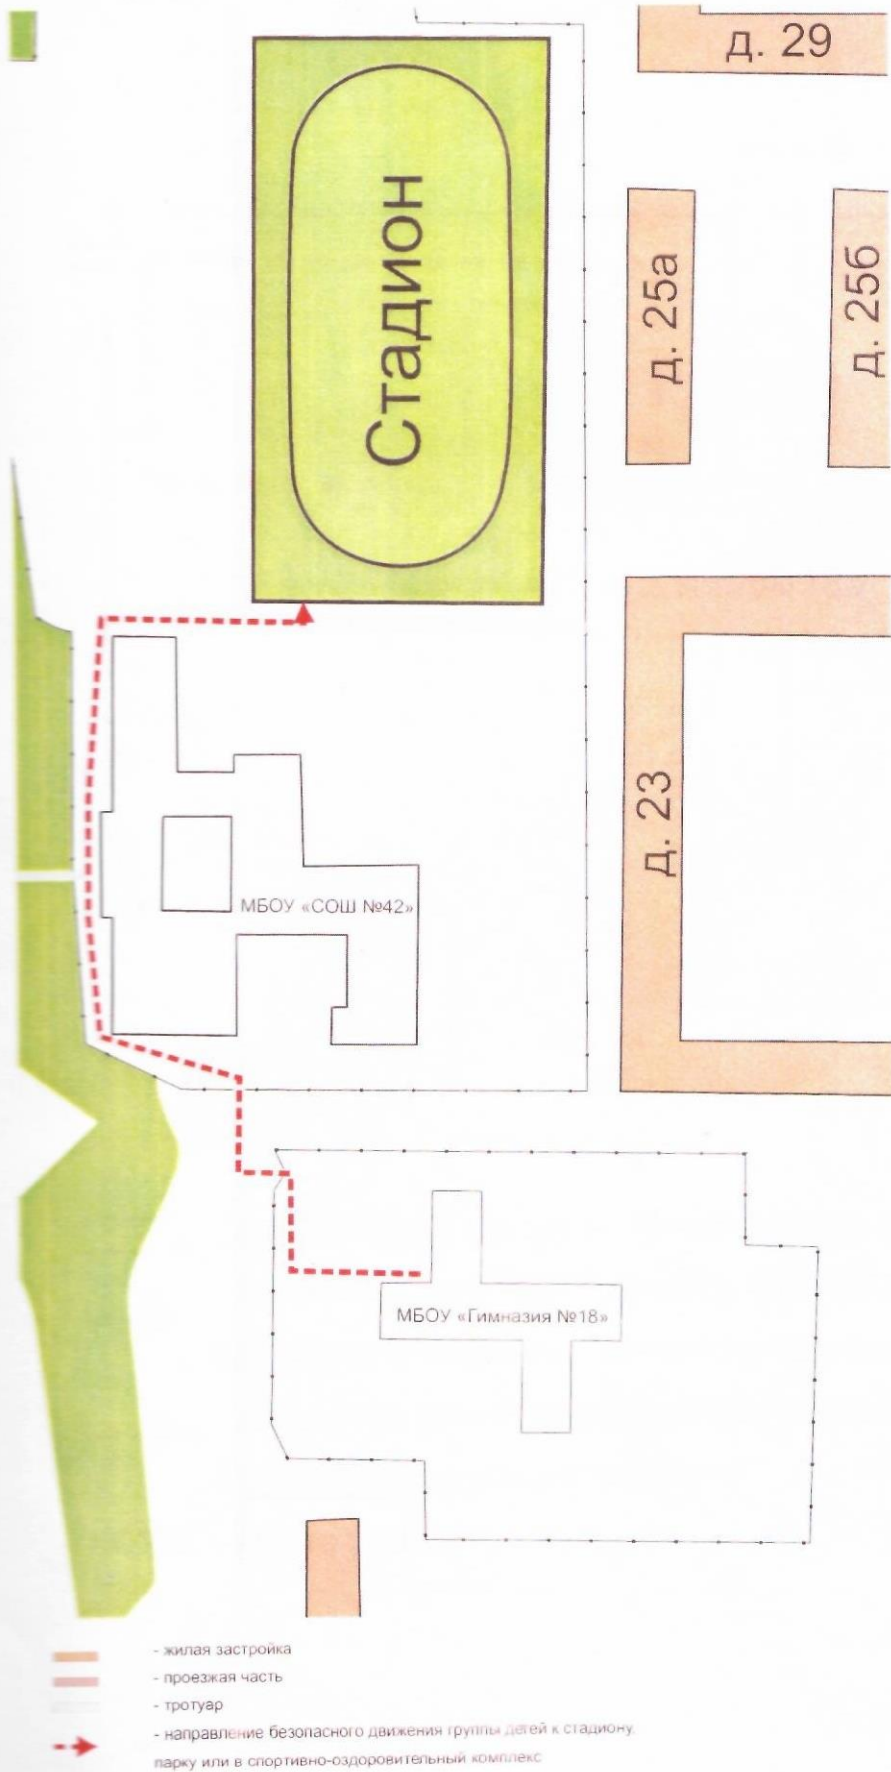 д. 29
Стадион
д. 25а
д. 25б
д. 23
МБОУ «СОШ №42»
МБОУ «Гимназия №18»
- жилая застройка
- проезжая часть
- тротуар
- направление безопасного движения группы детей к стадиону,
парку или в спортивно-оздоровительный комплекс